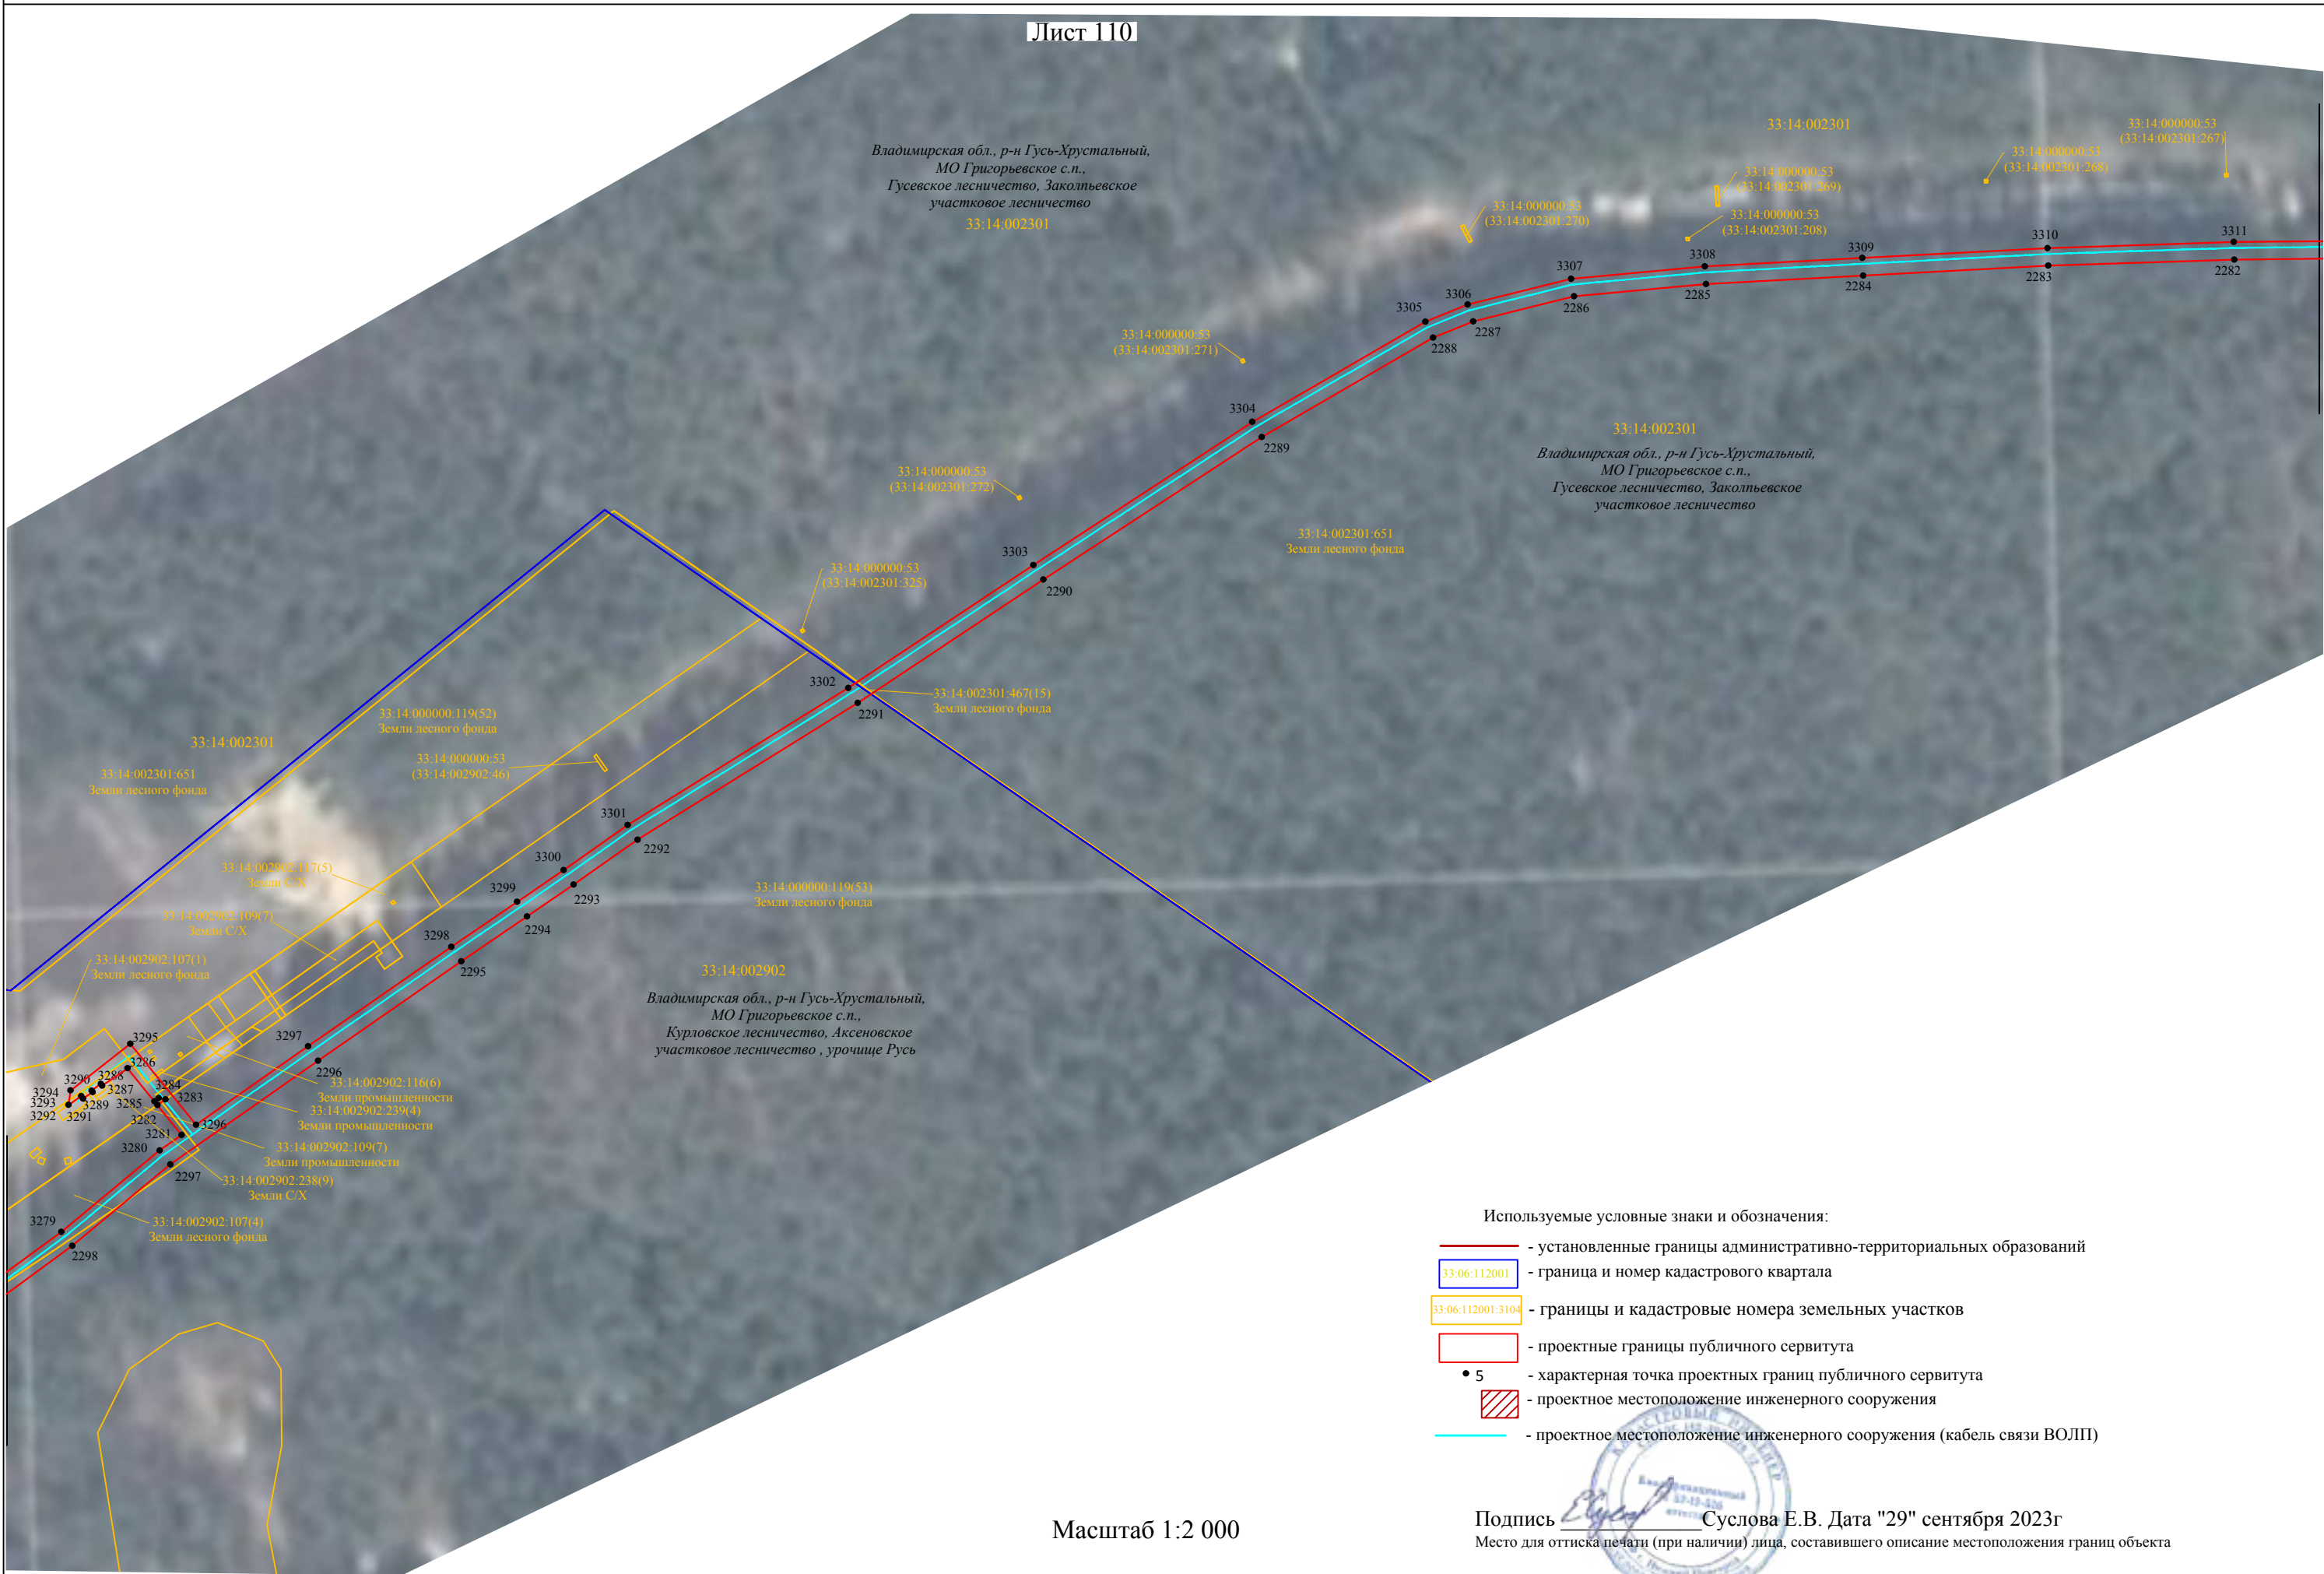 Лист 110
Владимирская обл., р-н Гусь-Хрустальный,
МО Григорьевское с.п.,
Гусевское лесничество, Заколпьевское
участковое лесничество
33:14:002301
33:14:002301
33:14:000000:53
(33:14:002301:267)
33:14:000000:53
(33:14:002301:268)
33:14:000000:53
(33:14:002301:269)
33:14:000000:53
(33:14:002301:270)
33:14:000000:53
(33:14:002301:208)
3311
3310
3309
3308
3307
3306
3305
2282
2283
2284
2285
2286
2287
2288
33:14:000000:53
(33:14:002301:271)
3304
2289
33:14:002301
Владимирская обл., р-н Гусь-Хрустальный,
МО Григорьевское с.п.,
Гусевское лесничество, Заколпьевское
участковое лесничество
33:14:000000:53
(33:14:002301:272)
33:14:002301:651
Земли лесного фонда
3303
2290
33:14:000000:53
(33:14:002301:325)
3302
2291
33:14:002301:467(15)
Земли лесного фонда
33:14:000000:119(52)
Земли лесного фонда
33:14:002301
33:14:000000:53
(33:14:002902:46)
33:14:002301:651
Земли лесного фонда
3301
2292
3300
2293
33:14:002902:117(5)
Земли С/Х
33:14:000000:119(53)
Земли лесного фонда
3299
2294
33:14:002902:109(7)
Земли С/Х
3298
2295
33:14:002902:107(1)
Земли лесного фонда
33:14:002902
Владимирская обл., р-н Гусь-Хрустальный,
МО Григорьевское с.п.,
Курловское лесничество, Аксеновское
участковое лесничество , урочище Русь
3297
2296
3295
3286
3288
3290
3287
3294
3284
3283
3293
3289
3285
3292
3291
3282
3281
3296
3280
2297
33:14:002902:116(6)
Земли промышленности
33:14:002902:239(4)
Земли промышленности
33:14:002902:109(7)
Земли промышленности
33:14:002902:238(9)
Земли С/Х
33:14:002902:107(4)
Земли лесного фонда
3279
2298
Используемые условные знаки и обозначения:
- установленные границы административно-территориальных образований
33:06:112001 - граница и номер кадастрового квартала
33:06:112001:3104 - границы и кадастровые номера земельных участков
- проектные границы публичного сервитута
5 - характерная точка проектных границ публичного сервитута
- проектное местоположение инженерного сооружения
- проектное местоположение инженерного сооружения (кабель связи ВОЛП)
Масштаб 1:2 000
Подпись ____________Суслова Е.В. Дата "29" сентября 2023г
Место для оттиска печати (при наличии) лица, составившего описание местоположения границ объекта